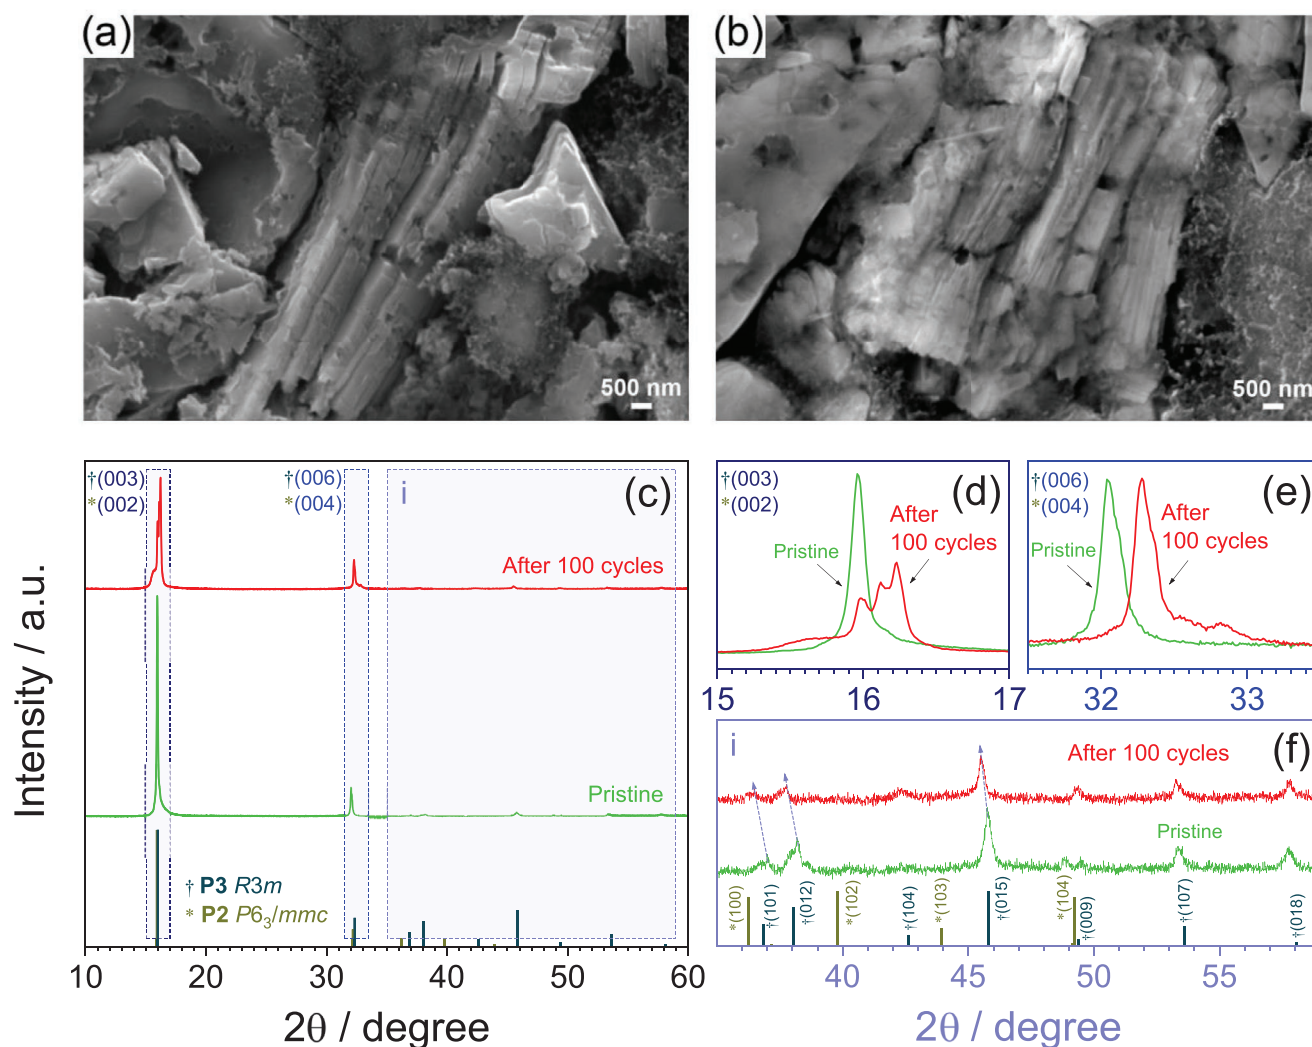 (a)
500 nm
(b)
500 nm
Intensity / a.u.
†(003)
*(002)
†(006)
*(004)
i
(c)
After 100 cycles
Pristine
† P3 R3m
* P2 P6₃/mmc
10 20 30 40 50 60
2θ / degree
†(003)
*(002)
(d)
Pristine
After
100 cycles
15 16 17
†(006)
*(004)
(e)
Pristine
After
100 cycles
32 33
i
(f)
After 100 cycles
Pristine
*(100)
†(101)
†(012)
*(102)
†(104)
*(103)
†(015)
*(104)
†(009)
†(107)
†(018)
40 45 50 55
2θ / degree